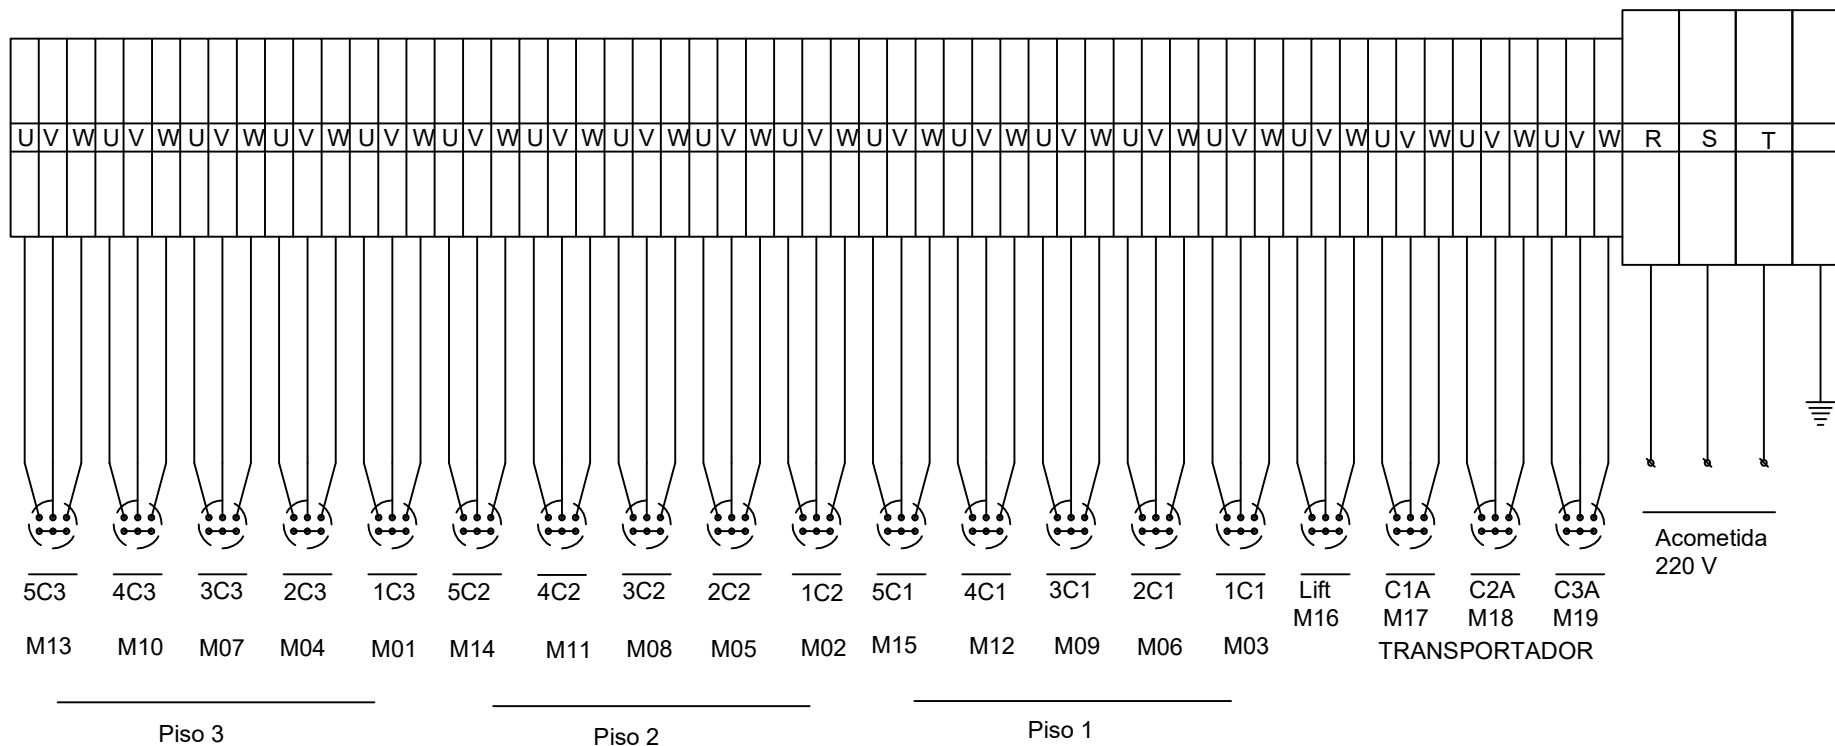 U V W U V W U V W U V W U V W U V W U V W U V W U V W U V W U V W U V W U V W U V W U V W U V W U V W U V W U V W R S T
Acometida
220 V
5C3 4C3 3C3 2C3 1C3 5C2 4C2 3C2 2C2 1C2 5C1 4C1 3C1 2C1 1C1 Lift C1A C2A C3A
M16 M17 M18 M19
M13 M10 M07 M04 M01 M14 M11 M08 M05 M02 M15 M12 M09 M06 M03 TRANSPORTADOR
Piso 3 Piso 2 Piso 1